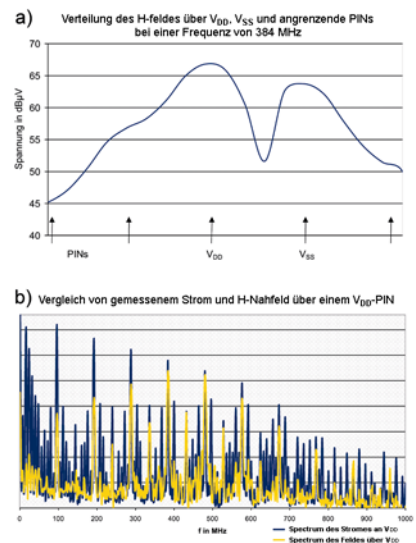 a)
Verteilung des H-feldes über VDD, VSS und angrenzende PINs
bei einer Frequenz von 384 MHz
Spannung in dBµV
70
65
60
55
50
45
40
PINs
VDD
VSS
b) Vergleich von gemessenem Strom und H-Nahfeld über einem VDD-PIN
0 100 200 300 400 500 600 700 800 900 1000
f in MHz
Spectrum des Stromes an VDD
Spectrum des Feldes über VDD